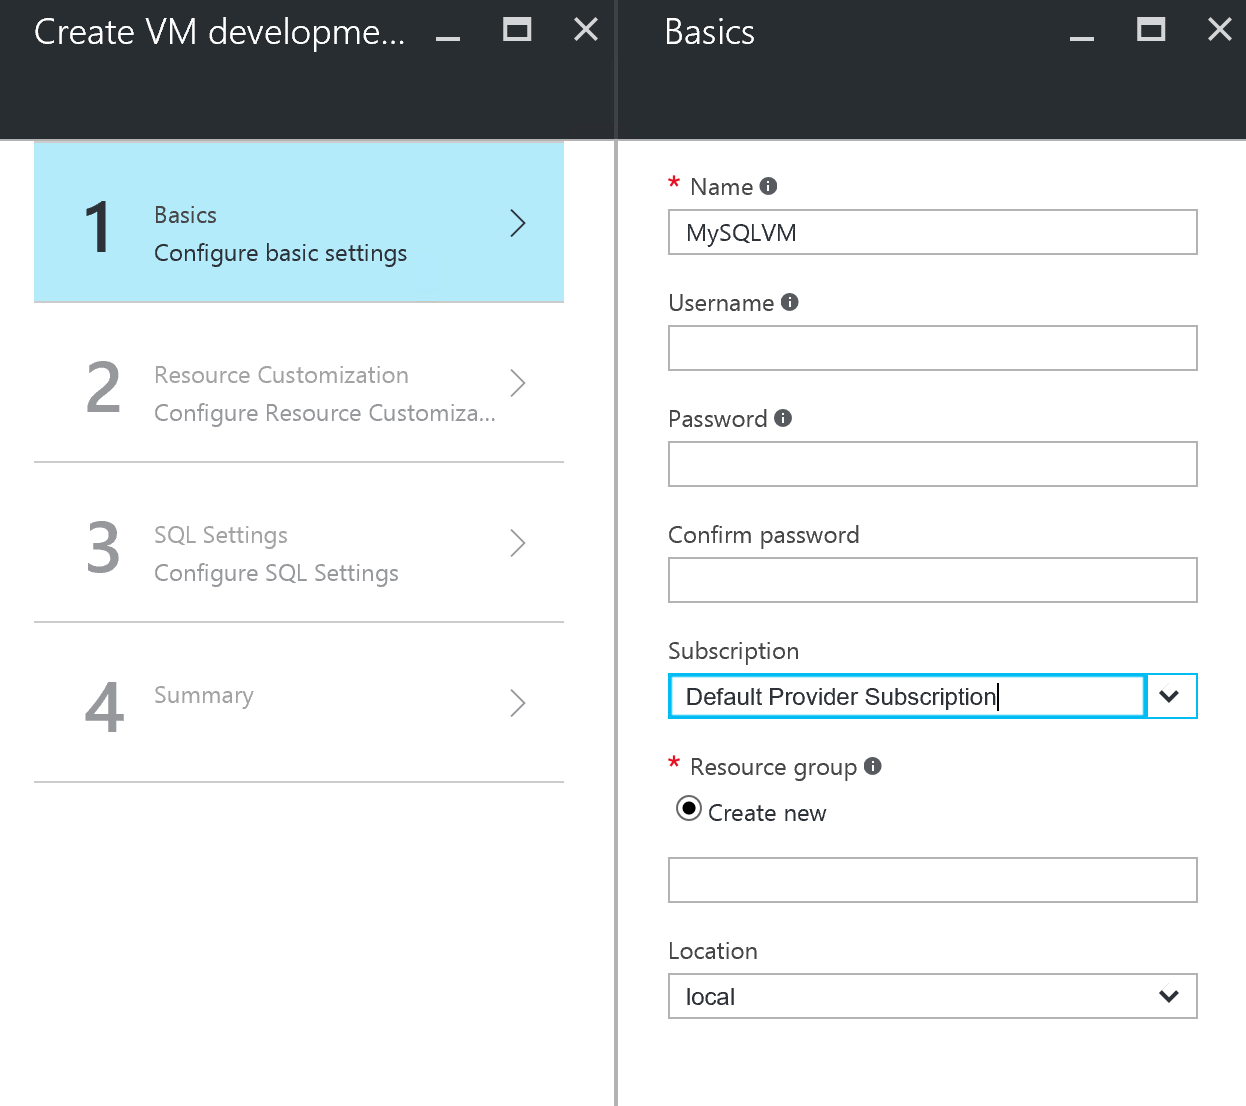 Create VM developme...
1
Basics
Configure basic settings
2
Resource Customization
Configure Resource Customiza...
3
SQL Settings
Configure SQL Settings
4
Summary
Basics
* Name
MySQLVM
Username
Password
Confirm password
Subscription
Default Provider Subscription
* Resource group
Create new
Location
local